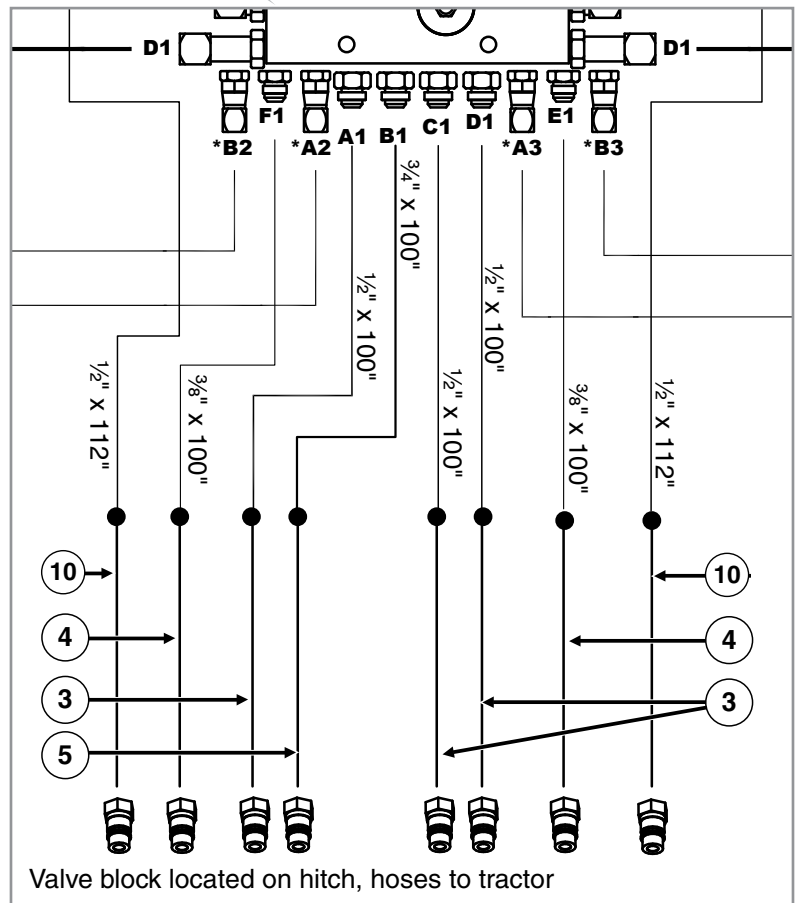 D1
D1
F1
E1
*B2
*A2
A1
B1
C1
D1
*A3
*B3
¾" x 100"
½" x 100"
½" x 100"
½" x 112"
⅜" x 100"
½" x 100"
⅜" x 100"
½" x 112"
10
10
4
4
3
3
5
Valve block located on hitch, hoses to tractor